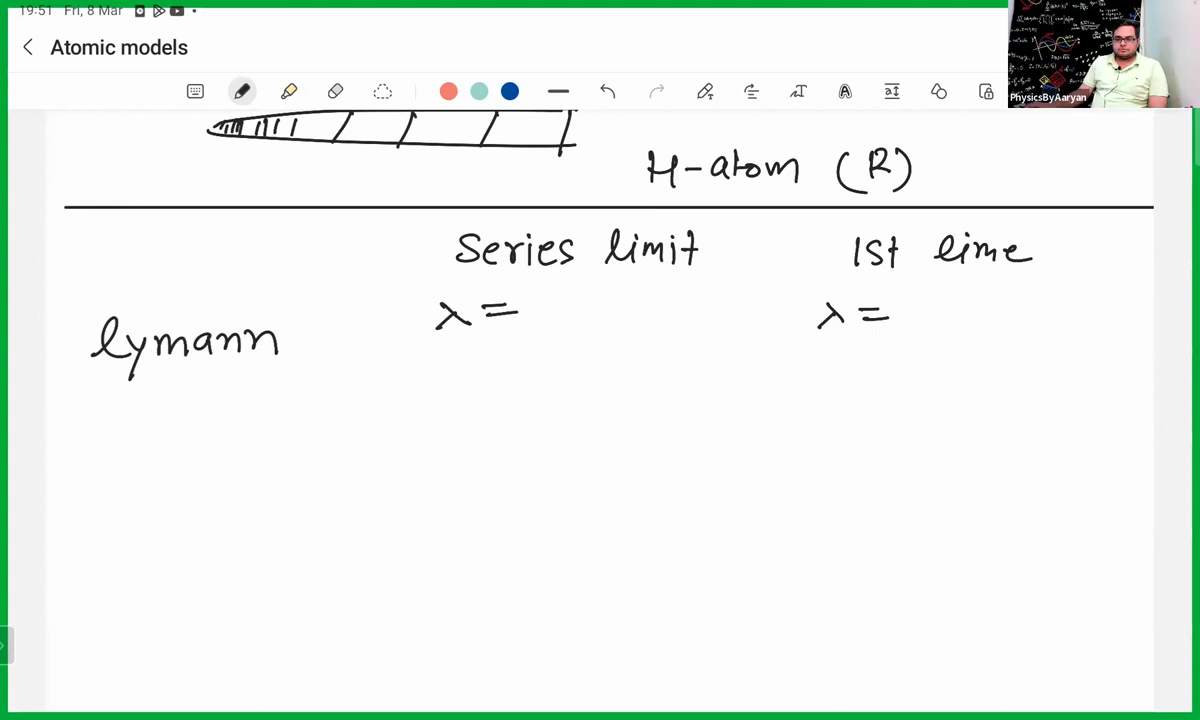 19:51 Fri, 8 Mar
Atomic models
PhysicsByAaryan
H-atom (R)
Series limit 1st line
λ= λ=
lymann